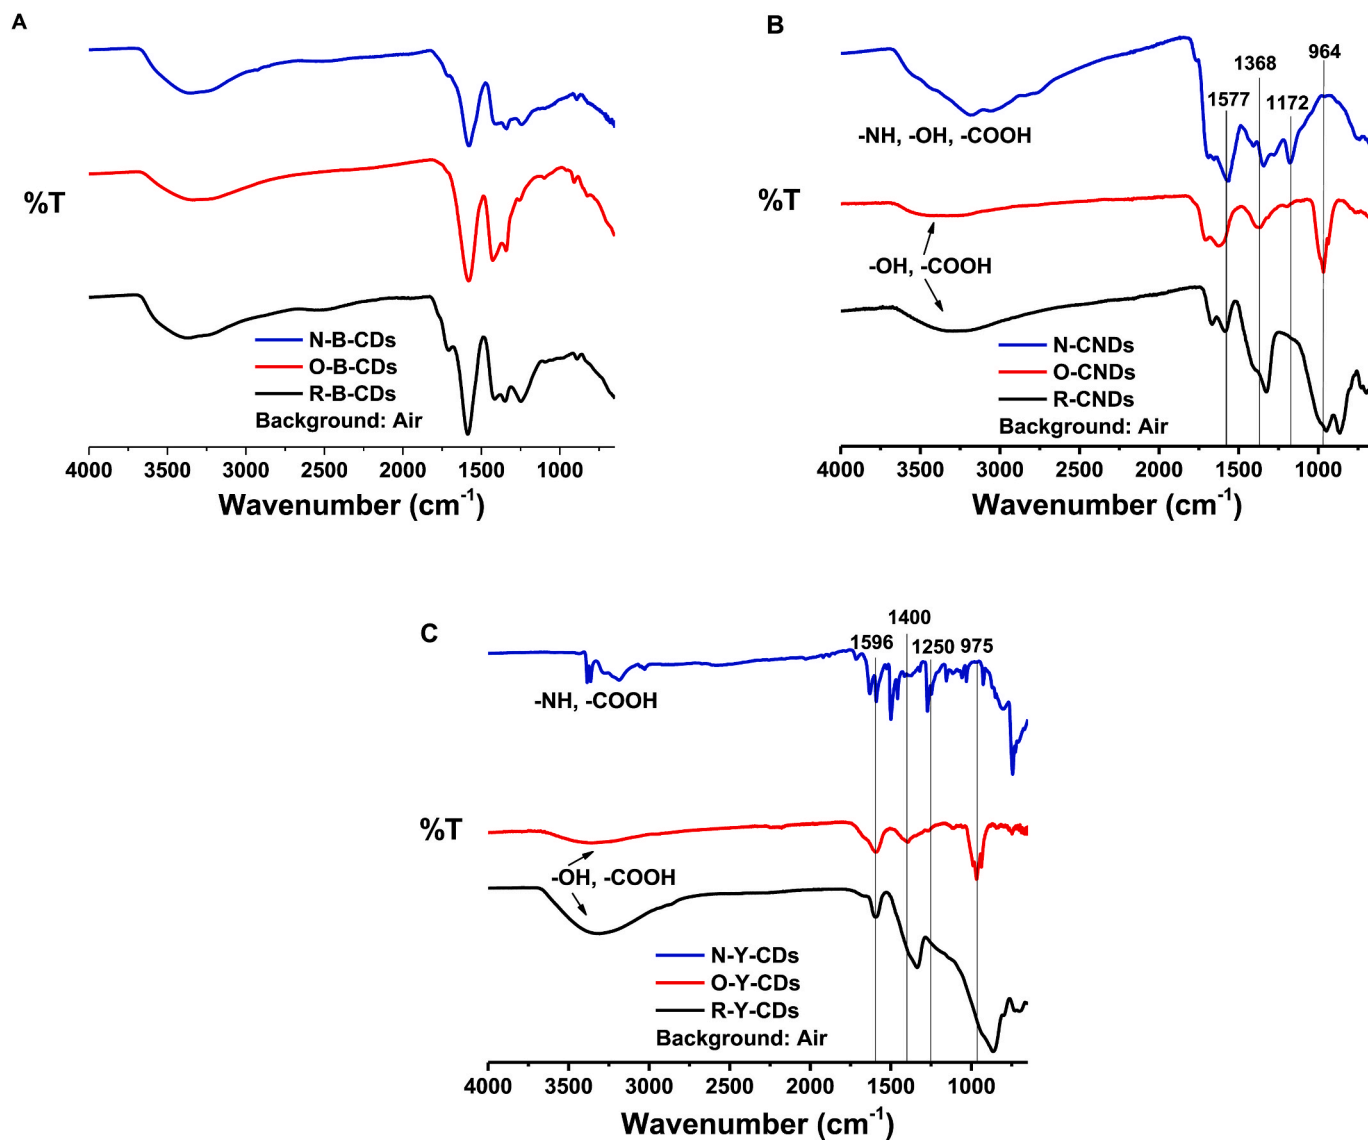 A
%T
N-B-CDs
O-B-CDs
R-B-CDs
Background: Air
4000 3500 3000 2500 2000 1500 1000
Wavenumber (cm⁻¹)
B
1368
964
1577
1172
-NH, -OH, -COOH
%T
-OH, -COOH
N-CNDs
O-CNDs
R-CNDs
Background: Air
4000 3500 3000 2500 2000 1500 1000
Wavenumber (cm⁻¹)
C
1400
1596
1250 975
-NH, -COOH
%T
-OH, -COOH
N-Y-CDs
O-Y-CDs
R-Y-CDs
Background: Air
4000 3500 3000 2500 2000 1500 1000
Wavenumber (cm⁻¹)